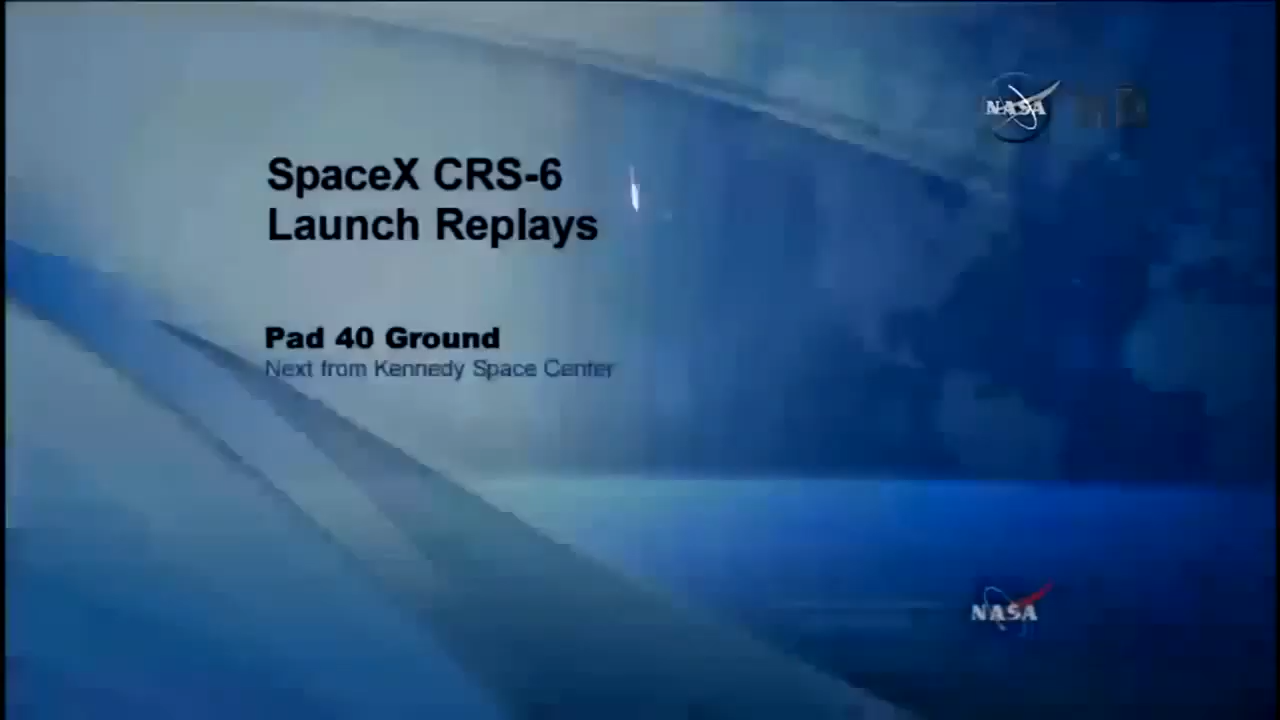 NASA
SpaceX CRS-6
Launch Replays
Pad 40 Ground
Next from Kennedy Space Center
NASA